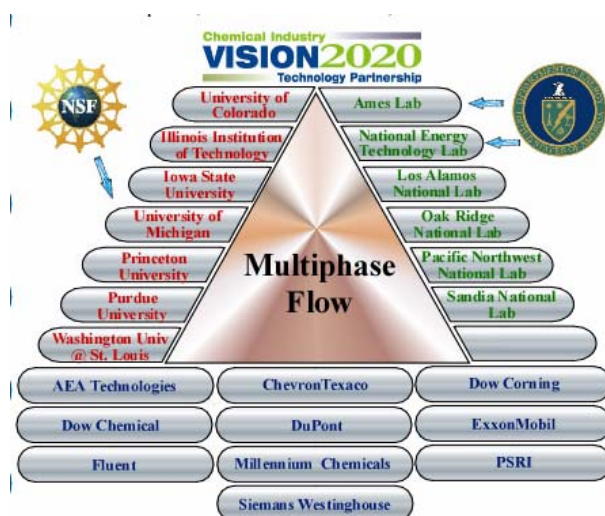 Chemical Industry
VISION2020
Technology Partnership
NSF
University of
Colorado
Ames Lab
Illinois Institution
of Technology
National Energy
Technology Lab
Iowa State
University
Los Alamos
National Lab
University of
Michigan
Oak Ridge
National Lab
Princeton
University
Pacific Northwest
National Lab
Purdue
University
Sandia National
Lab
Washington Univ
@ St. Louis
Multiphase
Flow
AEA Technologies
ChevronTexaco
Dow Corning
Dow Chemical
DuPont
ExxonMobil
Fluent
Millennium Chemicals
PSRI
Siemans Westinghouse